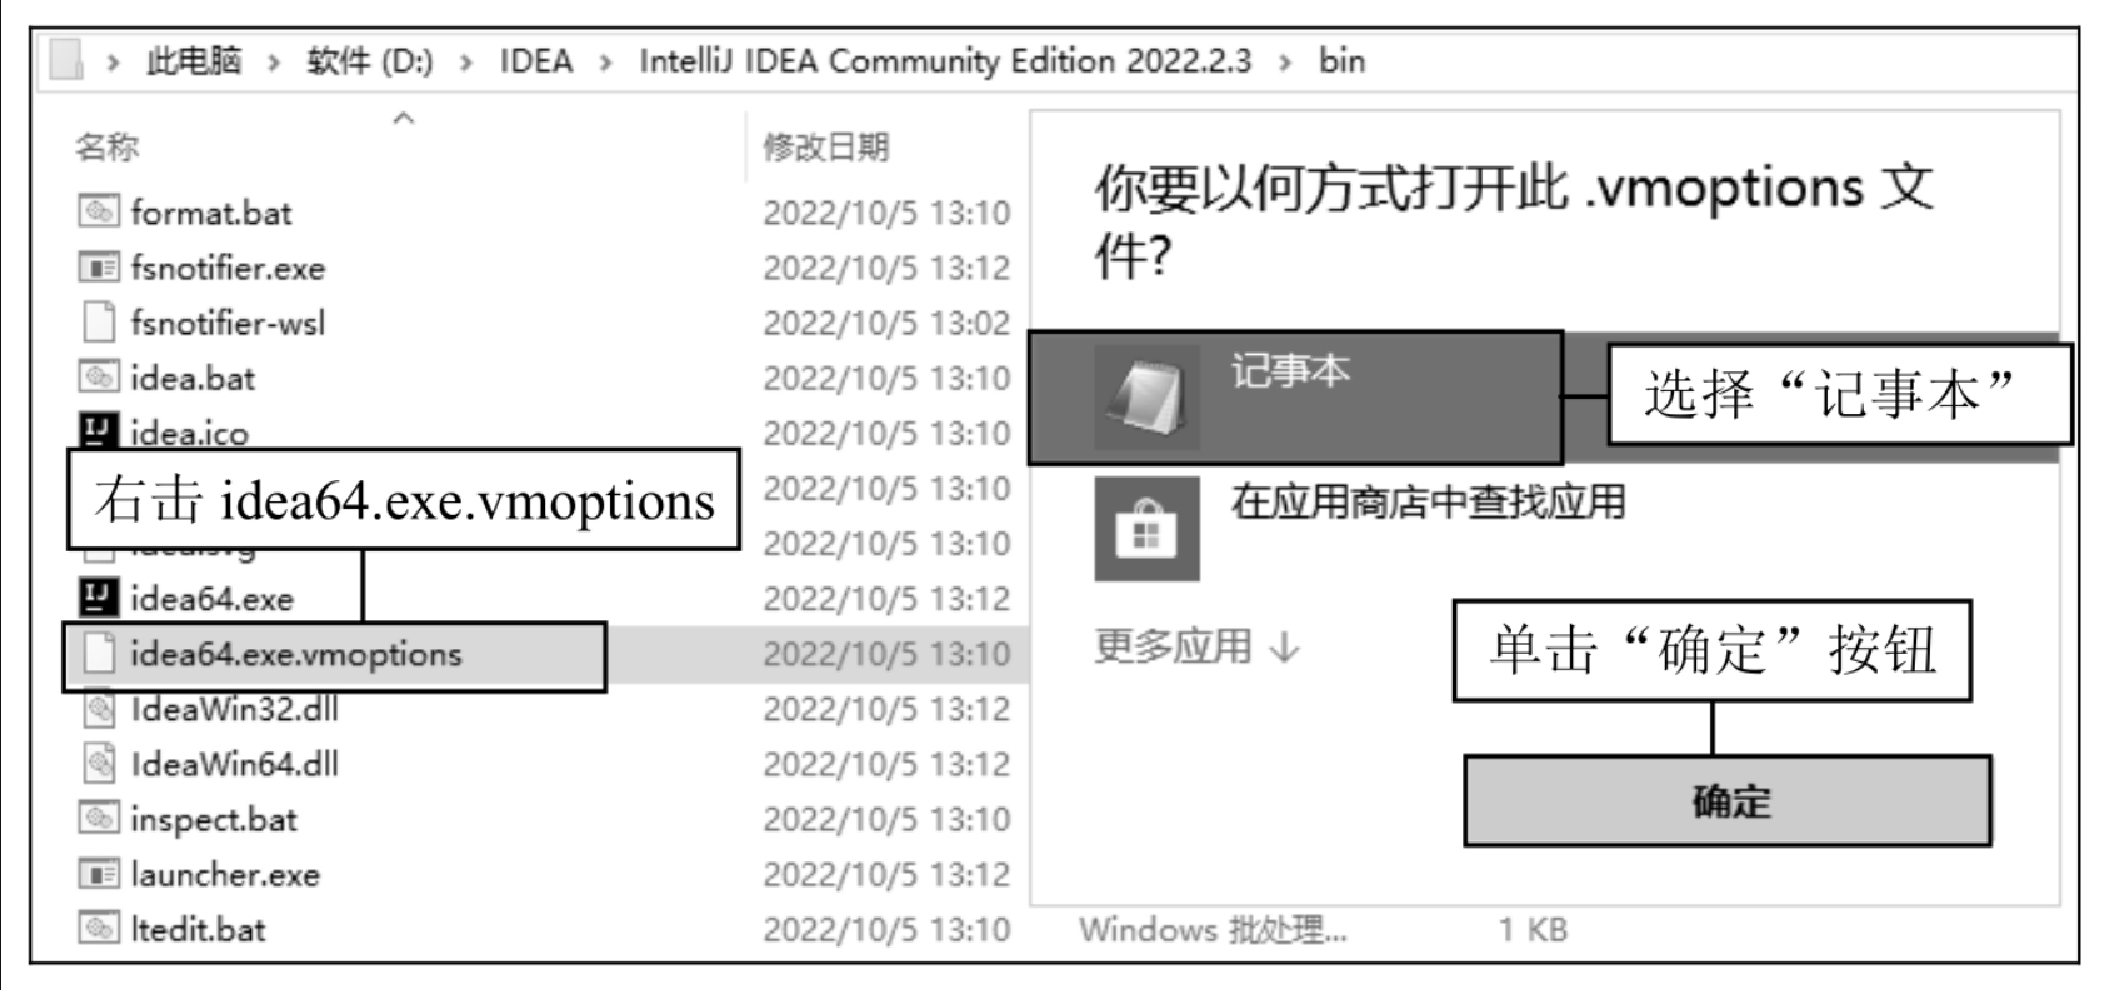 > 此电脑 > 软件 (D:) > IDEA > IntelliJ IDEA Community Edition 2022.2.3 > bin
名称 修改日期
format.bat 2022/10/5 13:10
fsnotifier.exe 2022/10/5 13:12
fsnotifier-wsl 2022/10/5 13:02
idea.bat 2022/10/5 13:10
idea.ico 2022/10/5 13:10
右击 idea64.exe.vmoptions
2022/10/5 13:10
2022/10/5 13:10
idea64.exe 2022/10/5 13:12
idea64.exe.vmoptions 2022/10/5 13:10
IdeaWin32.dll 2022/10/5 13:12
IdeaWin64.dll 2022/10/5 13:12
inspect.bat 2022/10/5 13:10
launcher.exe 2022/10/5 13:12
ltedit.bat 2022/10/5 13:10 Windows 批处理... 1 KB
你要以何方式打开此 .vmoptions 文
件?
记事本
选择“记事本”
在应用商店中查找应用
更多应用 ↓
单击“确定”按钮
确定